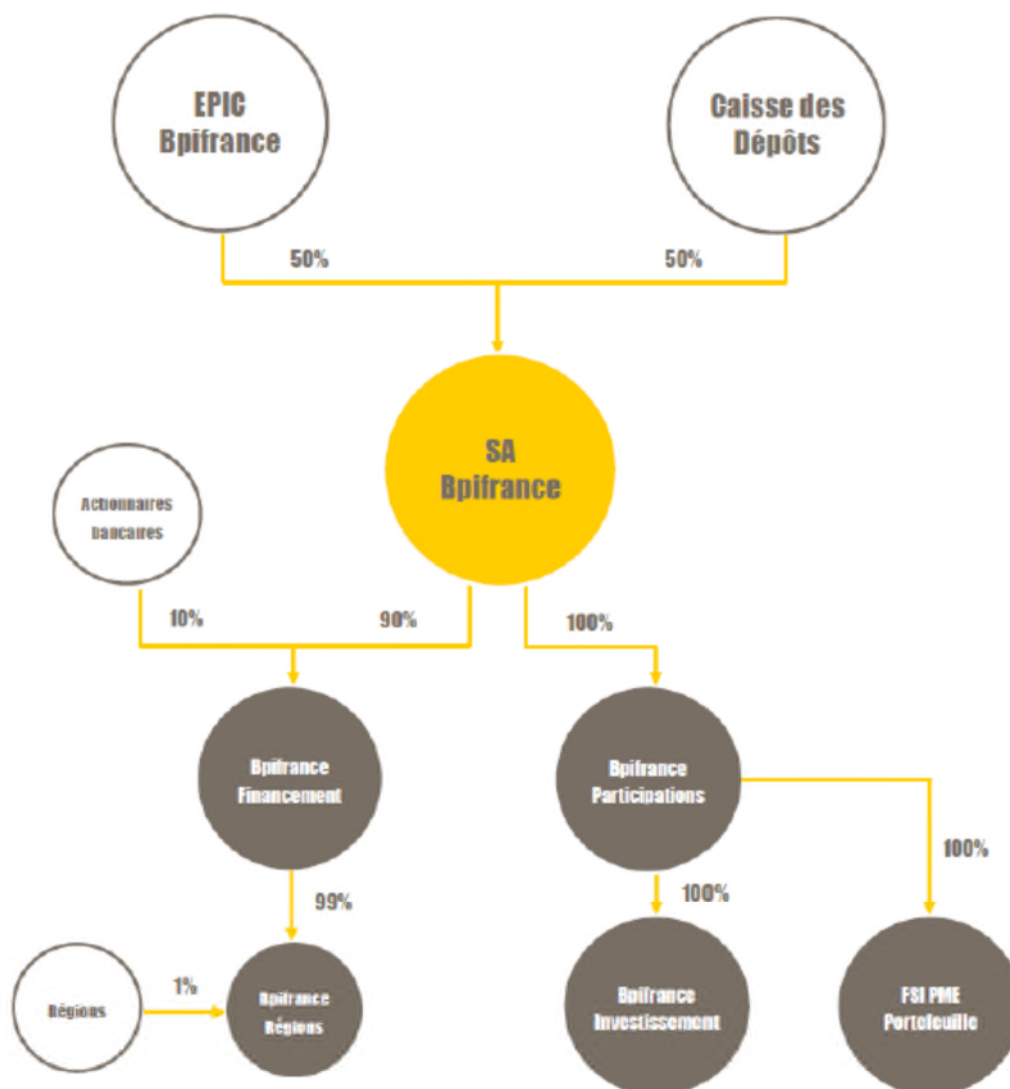 EPIC
Bpifrance
Caisse des
Dépôts
50%
50%
SA
Bpifrance
Actionnaires
bancaires
10%
90%
100%
Bpifrance
Financement
Bpifrance
Participations
100%
99%
100%
Régions
1%
Bpifrance
Régions
Bpifrance
Investissement
FSI PME
Portefeuille